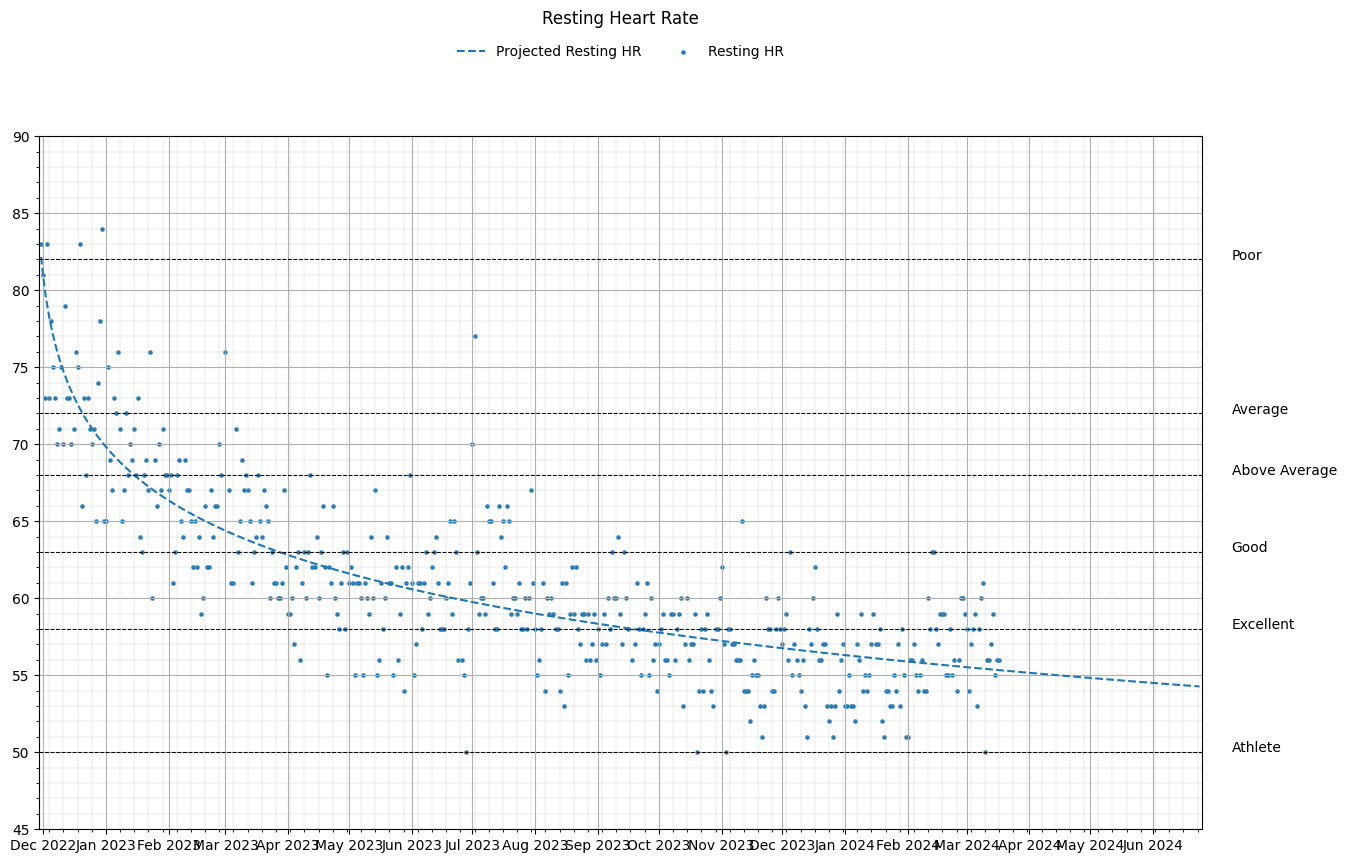 Resting Heart Rate
Projected Resting HR
Resting HR
90
85
80
75
70
65
60
55
50
45
Poor
Average
Above Average
Good
Excellent
Athlete
Dec 2022
Jan 2023
Feb 2023
Mar 2023
Apr 2023
May 2023
Jun 2023
Jul 2023
Aug 2023
Sep 2023
Oct 2023
Nov 2023
Dec 2023
Jan 2024
Feb 2024
Mar 2024
Apr 2024
May 2024
Jun 2024